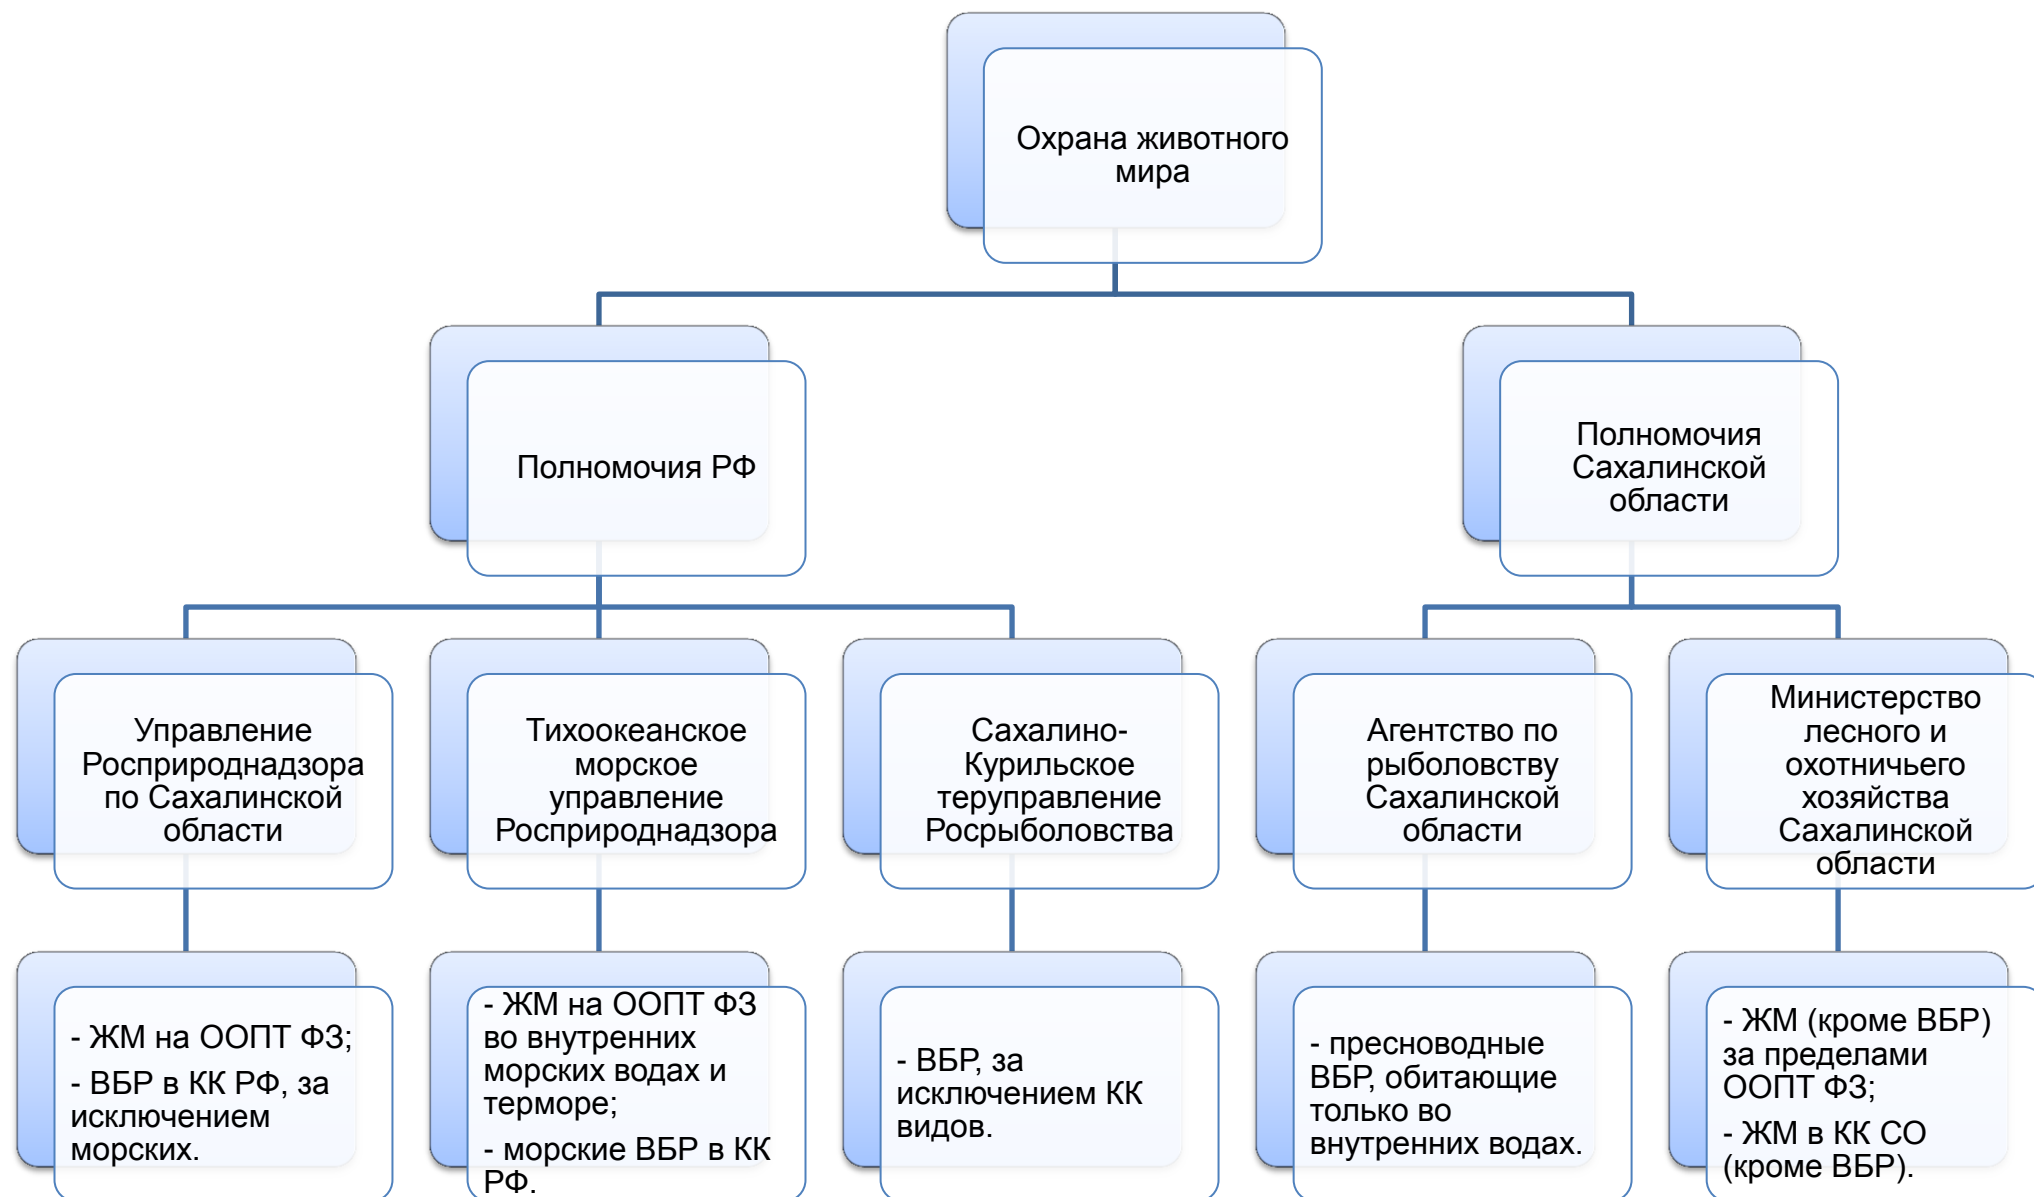 Охрана животного
мира
Полномочия РФ
Полномочия
Сахалинской
области
Управление
Росприроднадзора
по Сахалинской
области
Тихоокеанское
морское
управление
Росприроднадзора
Сахалино-
Курильское
теруправление
Росрыболовства
Агентство по
рыболовству
Сахалинской
области
Министерство
лесного и
охотничьего
хозяйства
Сахалинской
области
- ЖМ на ООПТ ФЗ;
- ВБР в КК РФ, за
исключением
морских.
- ЖМ на ООПТ ФЗ
во внутренних
морских водах и
терморе;
- морские ВБР в КК
РФ.
- ВБР, за
исключением КК
видов.
- пресноводные
ВБР, обитающие
только во
внутренних водах.
- ЖМ (кроме ВБР)
за пределами
ООПТ ФЗ;
- ЖМ в КК СО
(кроме ВБР).